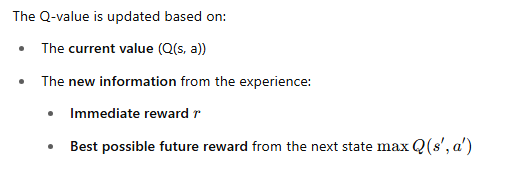 The Q-value is updated based on:
• The current value (Q(s, a))
• The new information from the experience:
• Immediate reward r
• Best possible future reward from the next state max Q(s′, a′)